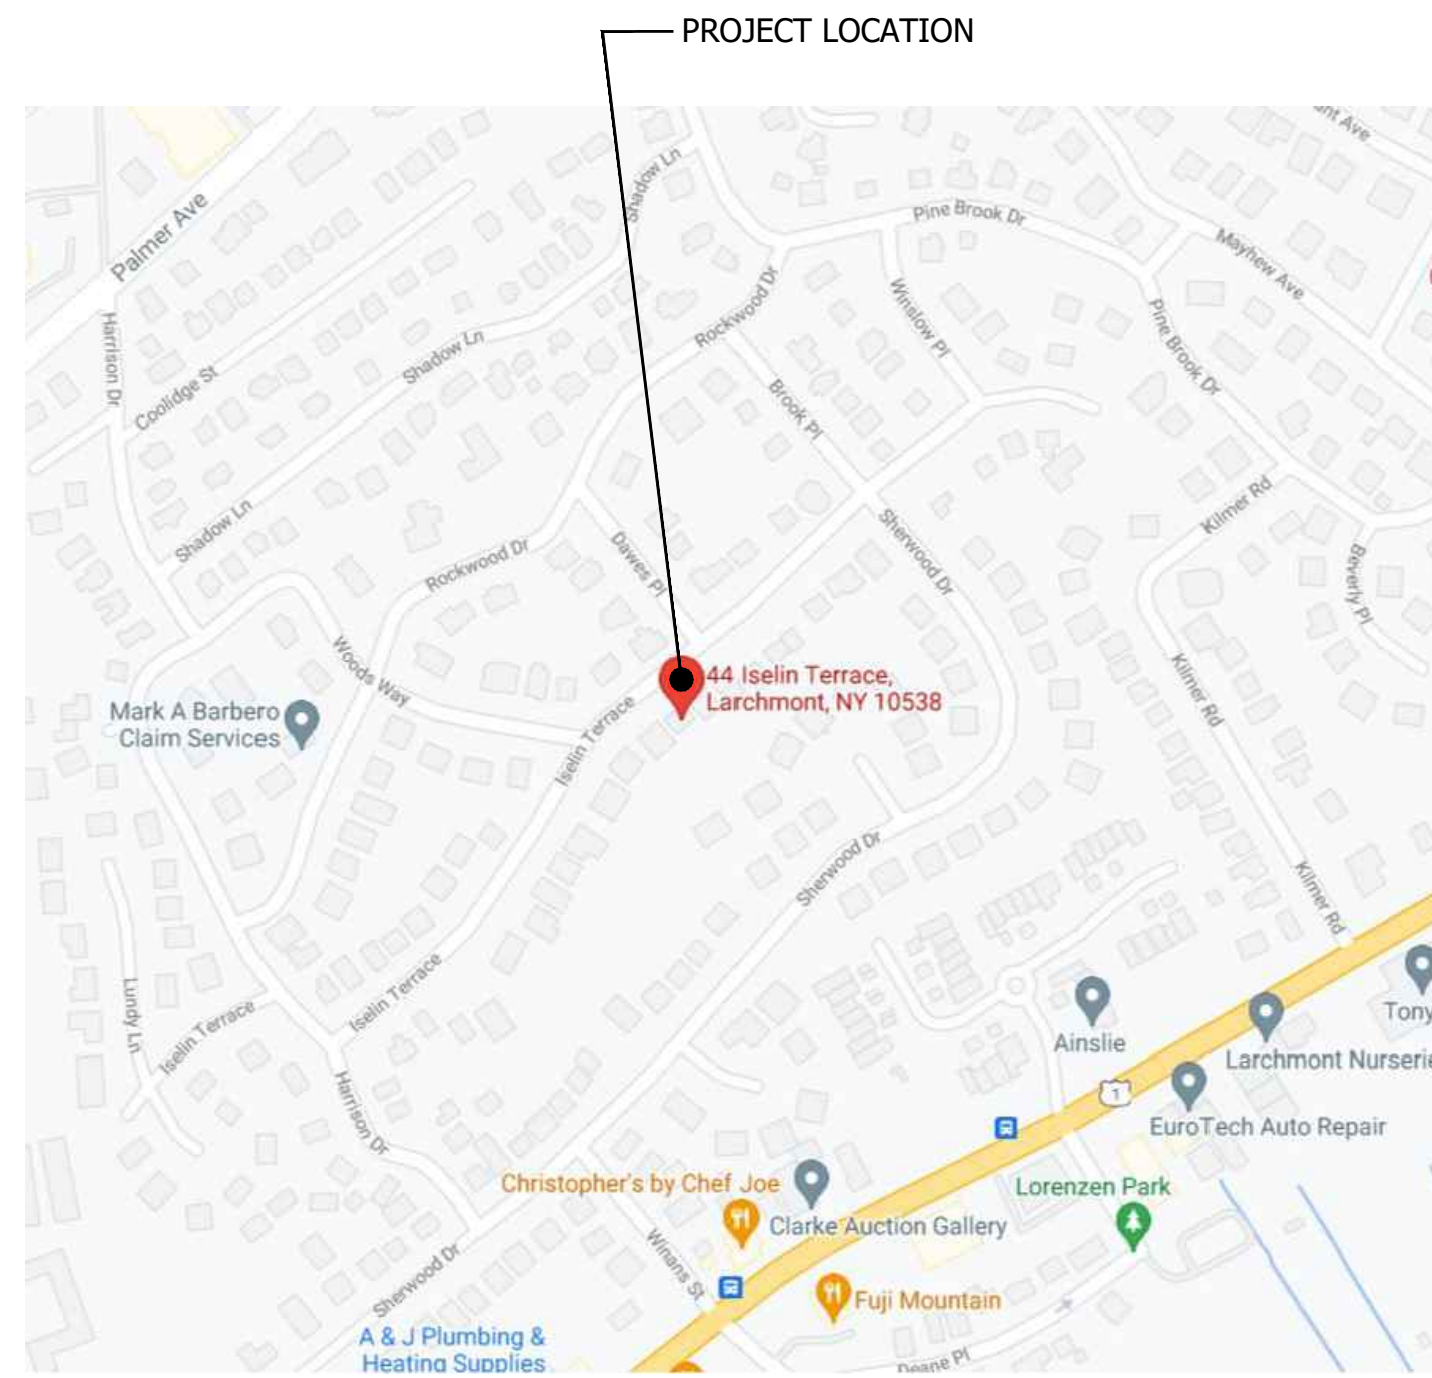 PROJECT LOCATION
Palmer Ave
Shadow Ln
Pine Brook Dr
Mayhew Ave
Harrison Dr
Coolidge St
Shadow Ln
Rockwood Dr
Winslow Pl
Pine Brook Dr
Brook Pl
Shadow Ln
Rockwood Dr
Dawes Pl
Sherwood Dr
Kilmer Rd
Beverly Pl
Woods Way
44 Iselin Terrace,
Larchmont, NY 10538
Kilmer Rd
Mark A Barbero
Claim Services
Iselin Terrace
Sherwood Dr
Kilmer Rd
Lundy Ln
Iselin Terrace
Iselin Terrace
Tony
Ainslie
Larchmont Nurserie
1
Harrison Dr
EuroTech Auto Repair
Christopher's by Chef Joe
Lorenzen Park
Clarke Auction Gallery
Winans St
Sherwood Dr
Fuji Mountain
A & J Plumbing &
Heating Supplies
Deane Pl